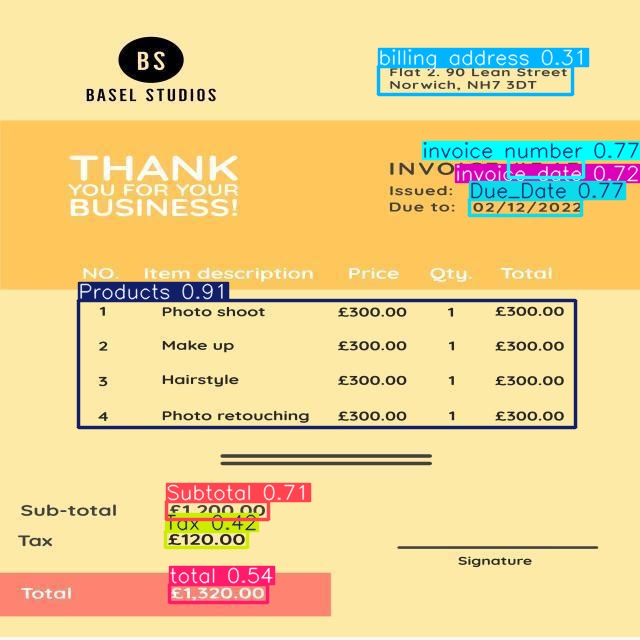 BS
BASEL STUDIOS
billing address 0.31
Flat 2. 90 Lean Street
Norwich, NH7 3DT
THANK
YOU FOR YOUR
BUSINESS!
invoice number 0.77
invoice date 0.72
Issued:
Due_Date 0.77
Due to: 02/12/2022
NO. Item description Price Qty. Total
Products 0.91
1 Photo shoot £300.00 1 £300.00
2 Make up £300.00 1 £300.00
3 Hairstyle £300.00 1 £300.00
4 Photo retouching £300.00 1 £300.00
Subtotal 0.71
Sub-total £1,200.00
Tax 0.42
Tax £120.00
Signature
total 0.54
Total £1,320.00